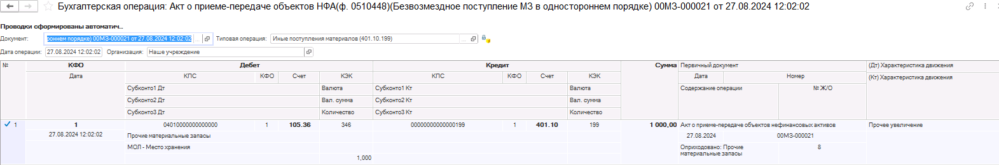 Бухгалтерская операция: Акт о приеме-передаче объектов НФА(ф. 0510448)(Безвозмездное поступление МЗ в одностороннем порядке) 00МЗ-000021 от 27.08.2024 12:02:02
Проводки сформированы автоматич...
Документ: роннем порядке) 00МЗ-000021 от 27.08.2024 12:02:02 ... Типовая операция: Иные поступления материалов (401.10.199) ...
Дата операции: 27.08.2024 12:02:02 Организация: Наше учреждение
№ КФО Дебет Кредит Сумма Первичный документ (Дт) Характеристика движения
Дата КПС КФО Счет КЭК КПС КФО Счет КЭК Дата Номер (Кт) Характеристика движения
Субконто1 Дт Валюта Субконто1 Кт Валюта Содержание операции № Ж/О
Субконто2 Дт Вал. сумма Субконто2 Кт Вал. сумма
Субконто3 Дт Количество Субконто3 Кт Количество
1 1 04010000000000000 1 105.36 346 00000000000000199 1 401.10 199 1 000,00 Акт о приеме-передаче объектов нефинансовых активов Прочее увеличение
27.08.2024 12:02:02 Прочие материальные запасы 27.08.2024 00МЗ-000021
МОЛ - Место хранения Оприходовано: Прочие 8
материальные запасы
1,000